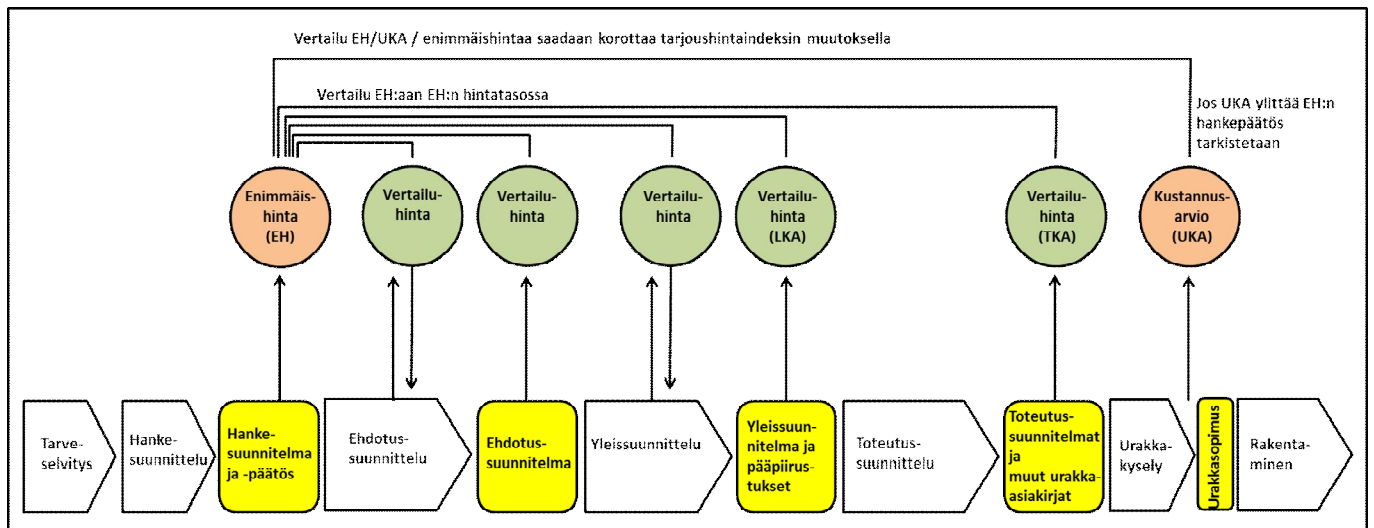 Vertailu EH/UKA / enimmäishintaa saadaan korottaa tarjoushintaindeksin muutoksella
Vertailu EH:aan EH:n hintatasossa
Jos UKA ylittää EH:n
hankepäätös
tarkistetaan
Enimmäis-
hinta
(EH)
Vertailu-
hinta
Vertailu-
hinta
Vertailu-
hinta
Vertailu-
hinta
(LKA)
Vertailu-
hinta
(TKA)
Kustannus-
arvio
(UKA)
Tarve-
selvitys
Hanke-
suunnittelu
Hanke-
suunnitelma
ja -päätös
Ehdotus-
suunnittelu
Ehdotus-
suunnitelma
Yleissuunnittelu
Yleissuun-
nitelma ja
pääpiirus-
tukset
Toteutus-
suunnittelu
Toteutus-
suunnitelmat
ja
muut urakka-
asiakirjat
Urakka-
kysely
Urakkasopimus
Rakenta-
minen